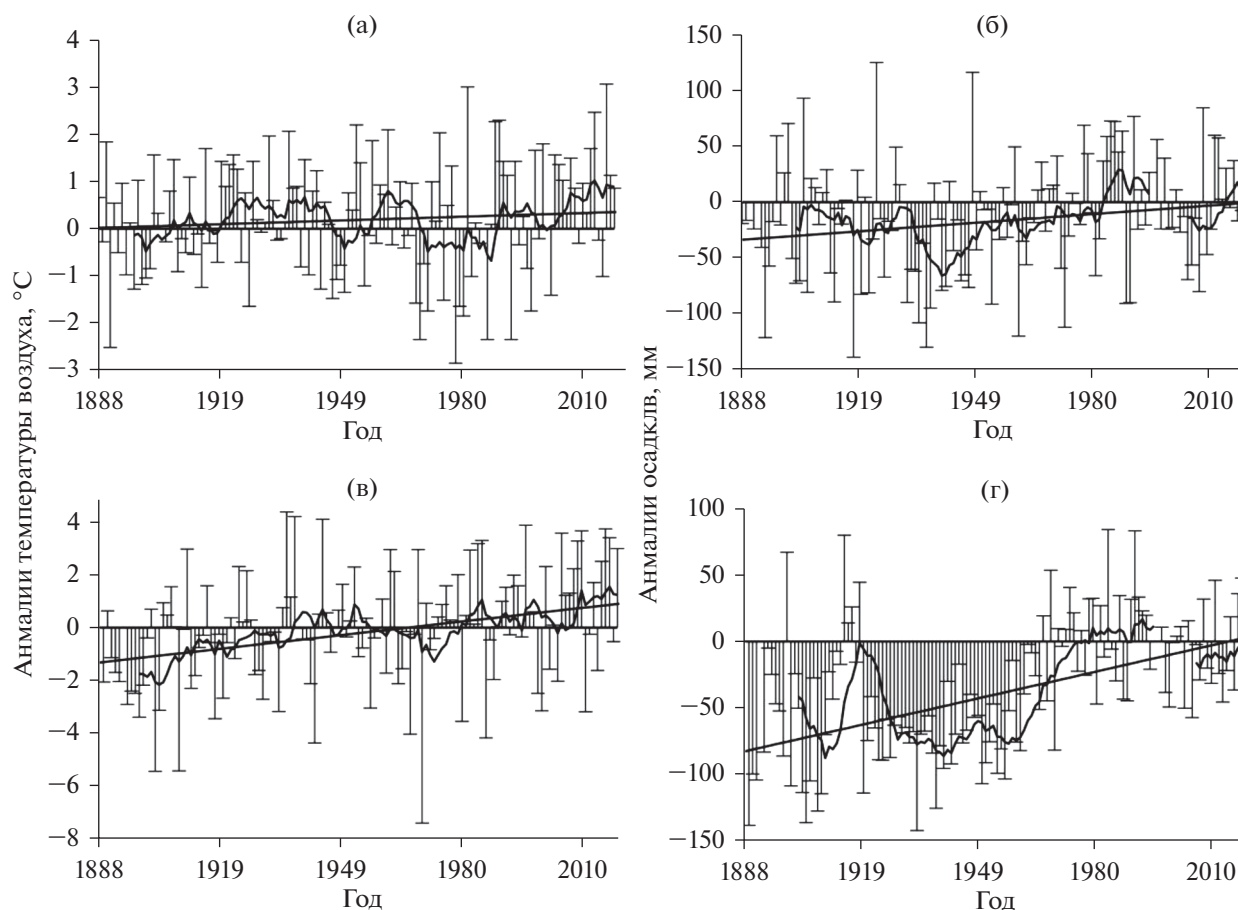 (а)
4
3
2
1
0
−1
−2
−3
1888 1919 1949 1980 2010
Год
(б)
150
100
50
0
−50
−100
−150
1888 1919 1949 1980 2010
Год
Анмалии температуры воздуха, °С
Анмалии осадклв, мм
(в)
4
2
0
−2
−4
−6
−8
1888 1919 1949 1980 2010
Год
(г)
100
50
0
−50
−100
−150
1888 1919 1949 1980 2010
Год